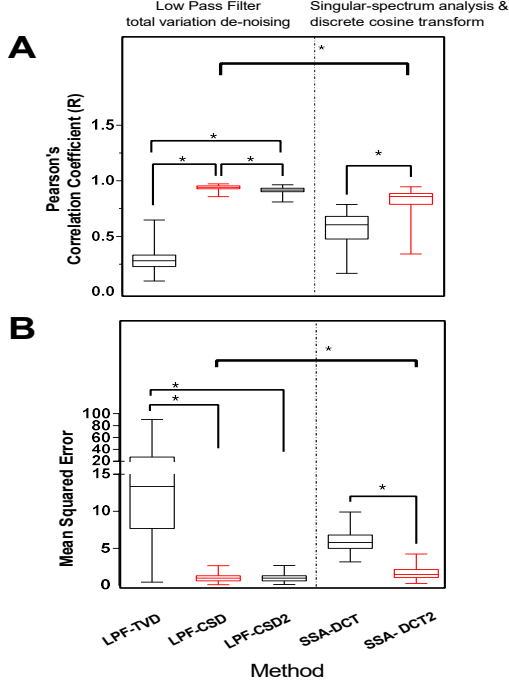 Low Pass Filter
total variation de-noising
Singular-spectrum analysis &
discrete cosine transform
A
*
Pearson's
Correlation Coefficient (R)
1.5
1.0
0.5
0.0
*
*
*
*
B
*
*
*
Mean Squared Error
100
80
60
40
20
15
10
5
0
*
LPF-TVD
LPF-CSD
LPF-CSD2
SSA-DCT
SSA- DCT2
Method